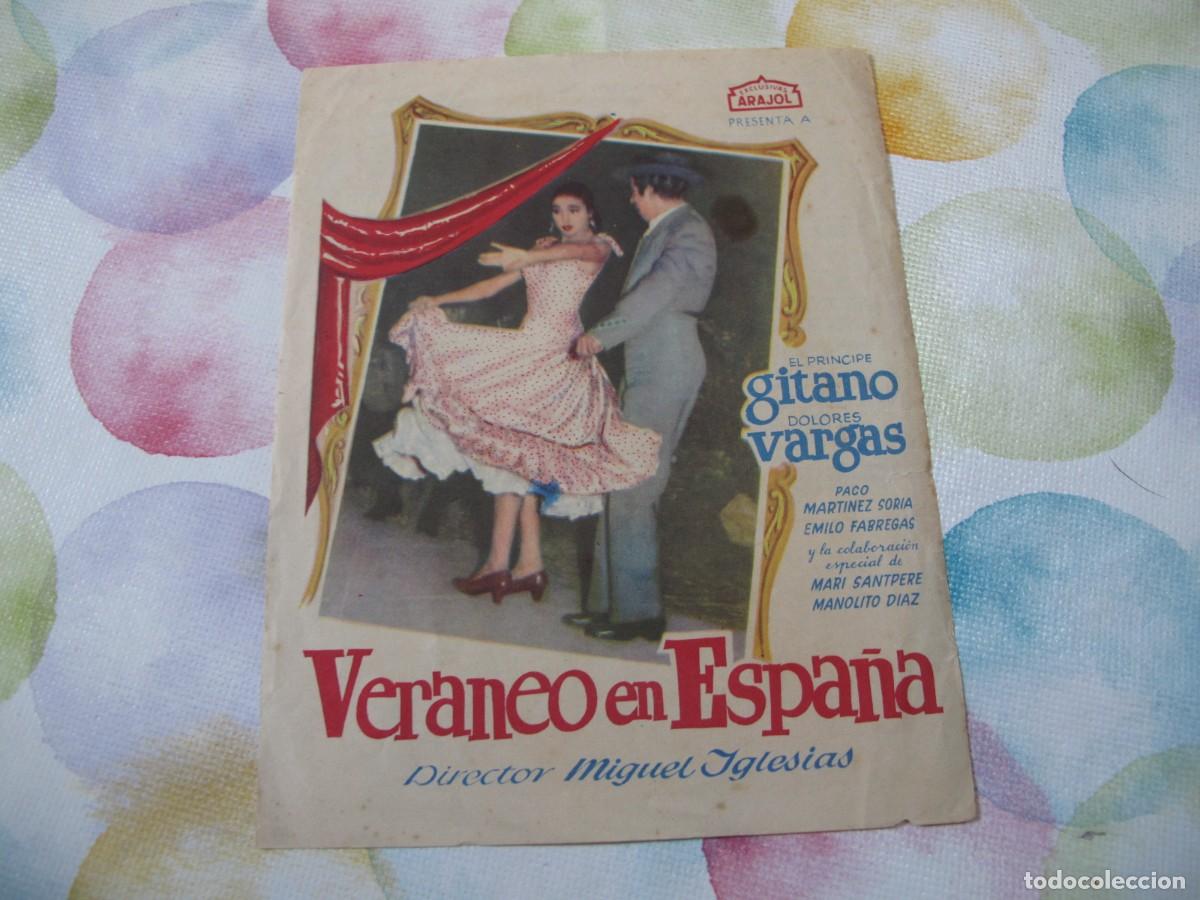 EXCLUSIVAS
ARAJOL
PRESENTA A
EL PRINCIPE
gitano
DOLORES
vargas
PACO
MARTINEZ SORIA
EMILO FABREGAS
y la colaboración
especial de
MARI SANTPERE
MANOLITO DIAZ
Veraneo en España
Director Miguel Iglesias
todocoleccion